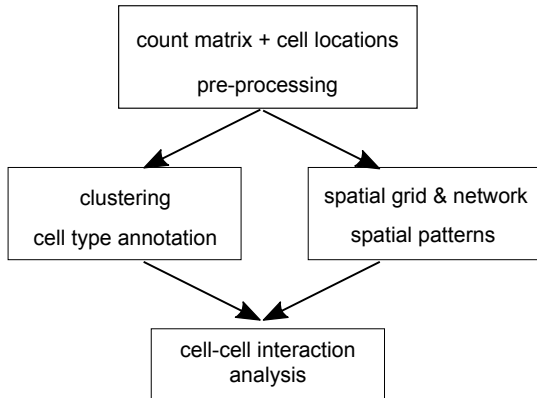 count matrix + cell locations
pre-processing
clustering
cell type annotation
spatial grid & network
spatial patterns
cell-cell interaction
analysis